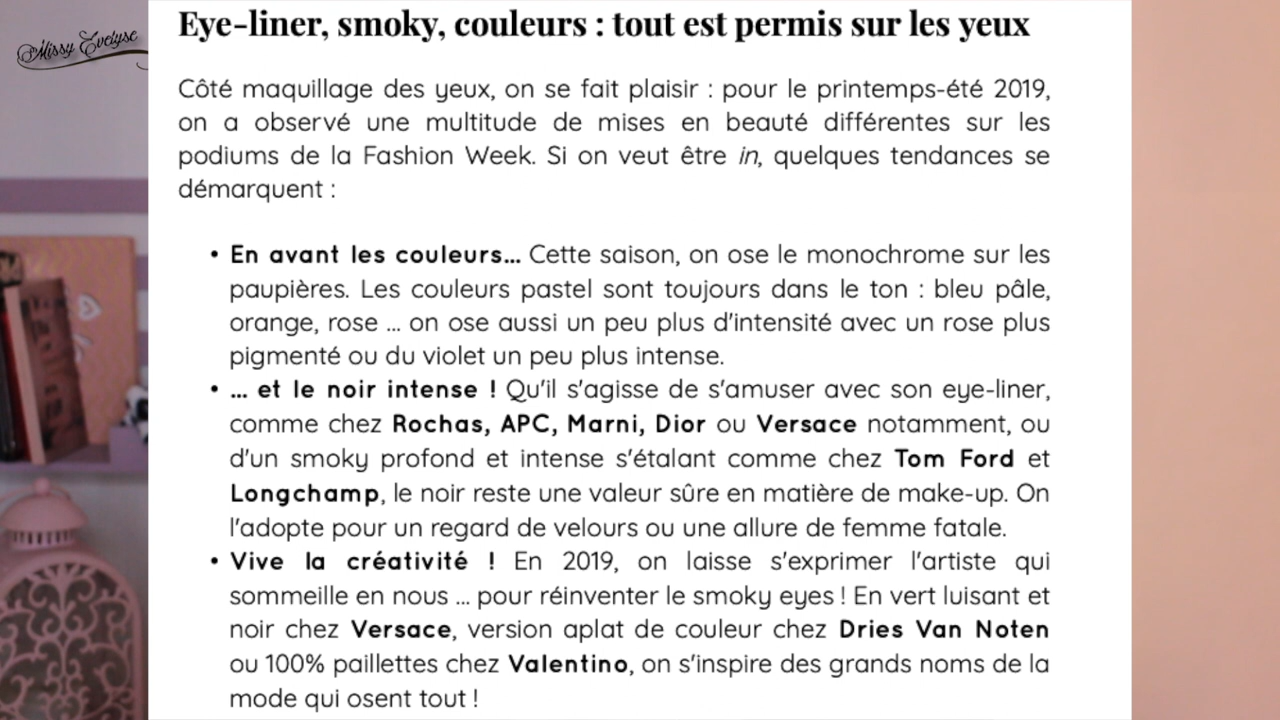 Eye-liner, smoky, couleurs : tout est permis sur les yeux
Missy Evelyse
Côté maquillage des yeux, on se fait plaisir : pour le printemps-été 2019,
on a observé une multitude de mises en beauté différentes sur les
podiums de la Fashion Week. Si on veut être in, quelques tendances se
démarquent :
• En avant les couleurs... Cette saison, on ose le monochrome sur les
paupières. Les couleurs pastel sont toujours dans le ton : bleu pâle,
orange, rose ... on ose aussi un peu plus d'intensité avec un rose plus
pigmenté ou du violet un peu plus intense.
• ... et le noir intense ! Qu'il s'agisse de s'amuser avec son eye-liner,
comme chez Rochas, APC, Marni, Dior ou Versace notamment, ou
d'un smoky profond et intense s'étalant comme chez Tom Ford et
Longchamp, le noir reste une valeur sûre en matière de make-up. On
l'adopte pour un regard de velours ou une allure de femme fatale.
• Vive la créativité ! En 2019, on laisse s'exprimer l'artiste qui
sommeille en nous ... pour réinventer le smoky eyes ! En vert luisant et
noir chez Versace, version aplat de couleur chez Dries Van Noten
ou 100% paillettes chez Valentino, on s'inspire des grands noms de la
mode qui osent tout !